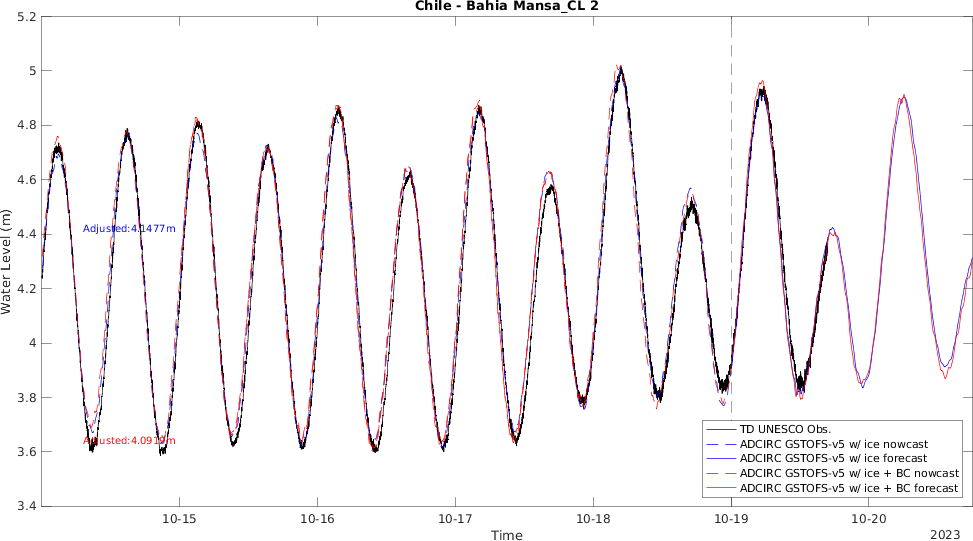 Chile - Bahia Mansa_CL 2
5.2
5
4.8
4.6
4.4
4.2
4
3.8
3.6
3.4
Water Level (m)
Adjusted:4.1477m
10-15
10-16
10-17
10-18
10-19
10-20
Time
2023
TD UNESCO Obs.
ADCIRC GSTOFS-v5 w/ ice nowcast
ADCIRC GSTOFS-v5 w/ ice forecast
ADCIRC GSTOFS-v5 w/ ice + BC nowcast
ADCIRC GSTOFS-v5 w/ ice + BC forecast